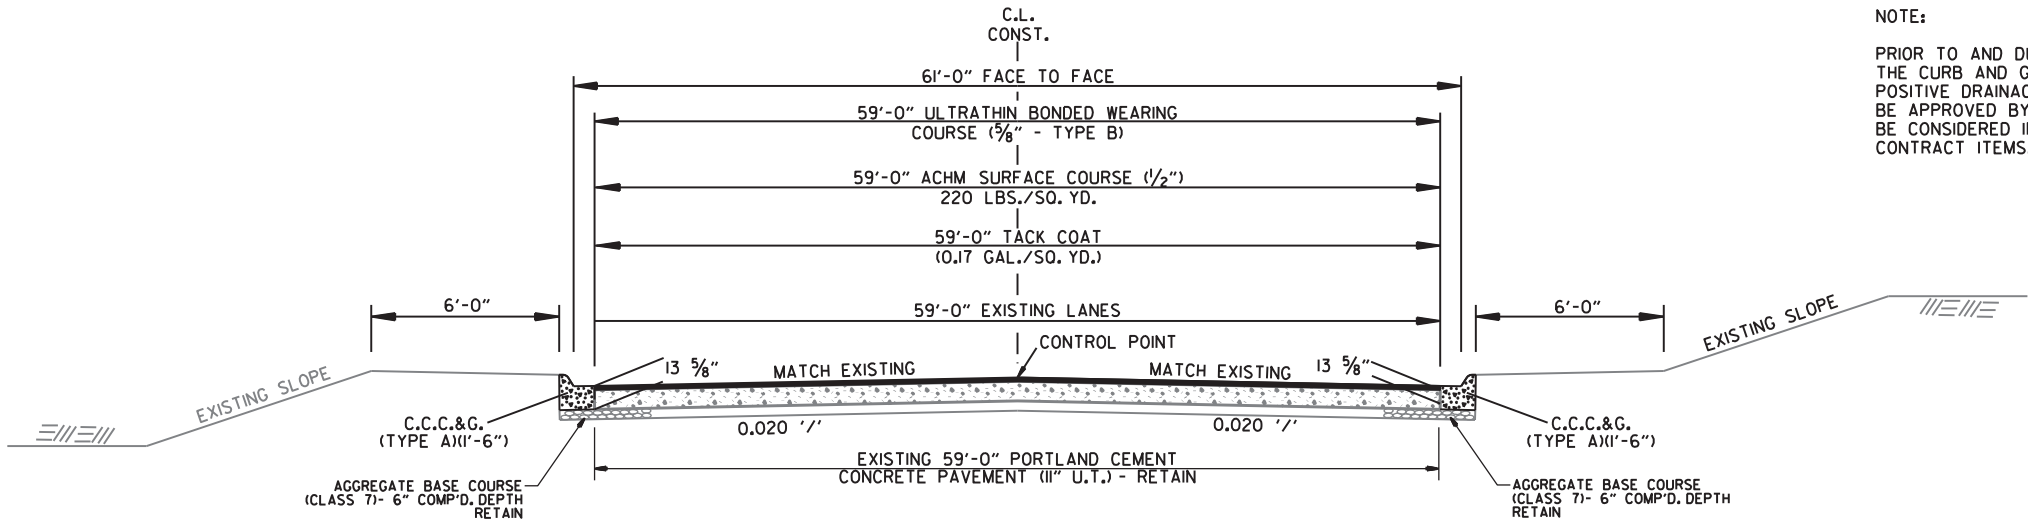 C.L.
CONST.
NOTE:
61'-0" FACE TO FACE
59'-0" ULTRATHIN BONDED WEARING
COURSE (5/8" - TYPE B)
59'-0" ACHM SURFACE COURSE (1/2")
220 LBS./SQ. YD.
59'-0" TACK COAT
(0.17 GAL./SQ. YD.)
59'-0" EXISTING LANES
PRIOR TO AND
THE CURB AND
POSITIVE
BE APPROVED BY
BE CONSIDERED
CONTRACT ITEMS
6'-0"
6'-0"
CONTROL POINT
13 5/8"
MATCH EXISTING
MATCH EXISTING
13 5/8"
EXISTING SLOPE
EXISTING SLOPE
C.C.C.&G.
(TYPE A)(1'-6")
0.020 '/'
0.020 '/'
C.C.C.&G.
(TYPE A)(1'-6")
EXISTING 59'-0" PORTLAND CEMENT
CONCRETE PAVEMENT (11" U.T.) - RETAIN
AGGREGATE BASE COURSE
(CLASS 7)- 6" COMP'D. DEPTH
RETAIN
AGGREGATE BASE COURSE
(CLASS 7)- 6" COMP'D. DEPTH
RETAIN